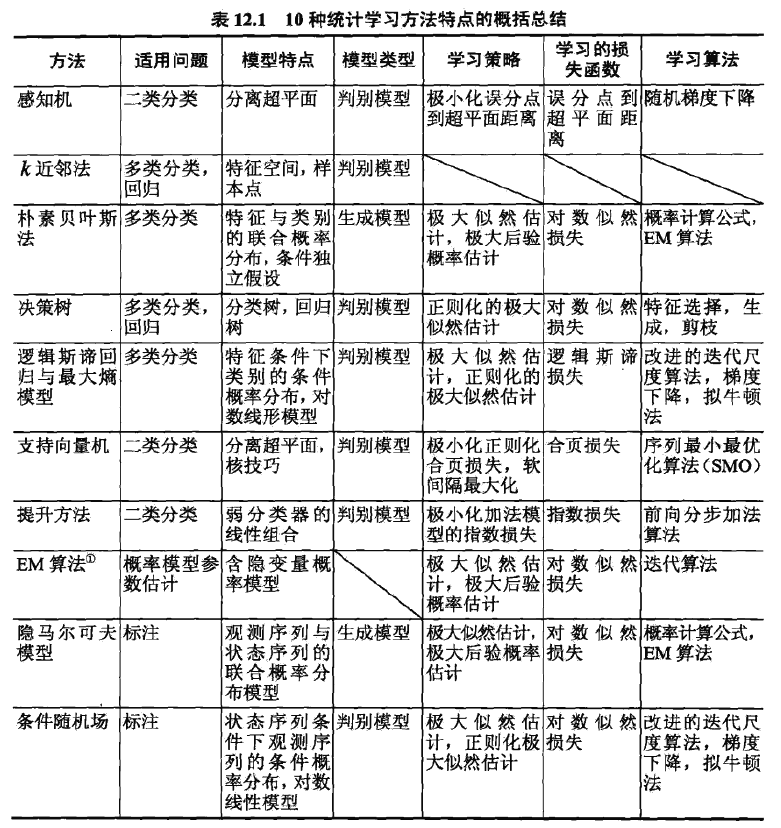 表 12.1 10 种统计学习方法特点的概括总结
方法 适用问题 模型特点 模型类型 学习策略 学习的损失函数 学习算法
感知机 二类分类 分离超平面 判别模型 极小化误分点到超平面距离 误分点到超平面距离 随机梯度下降
k 近邻法 多类分类，回归 特征空间，样本点 判别模型
朴素贝叶斯法 多类分类 特征与类别的联合概率分布，条件独立假设 生成模型 极大似然估计，极大后验概率估计 对数似然损失 概率计算公式，EM 算法
决策树 多类分类，回归 分类树，回归树 判别模型 正则化的极大似然估计 对数似然损失 特征选择，生成，剪枝
逻辑斯谛回归与最大熵模型 多类分类 特征条件下类别的条件概率分布，对数线形模型 判别模型 极大似然估计，正则化的极大似然估计 逻辑斯谛损失 改进的迭代尺度算法，梯度下降，拟牛顿法
支持向量机 二类分类 分离超平面，核技巧 判别模型 极小化正则化合页损失，软间隔最大化 合页损失 序列最小最优化算法（SMO）
提升方法 二类分类 弱分类器的线性组合 判别模型 极小化加法模型的指数损失 指数损失 前向分步加法算法
EM 算法① 概率模型参数估计 含隐变量概率模型 极大似然估计，极大后验概率估计 对数似然损失 迭代算法
隐马尔可夫模型 标注 观测序列与状态序列的联合概率分布模型 生成模型 极大似然估计，极大后验概率估计 对数似然损失 概率计算公式，EM 算法
条件随机场 标注 状态序列条件下观测序列的条件概率分布，对数线性模型 判别模型 极大似然估计，正则化极大似然估计 对数似然损失 改进的迭代尺度算法，梯度下降，拟牛顿法